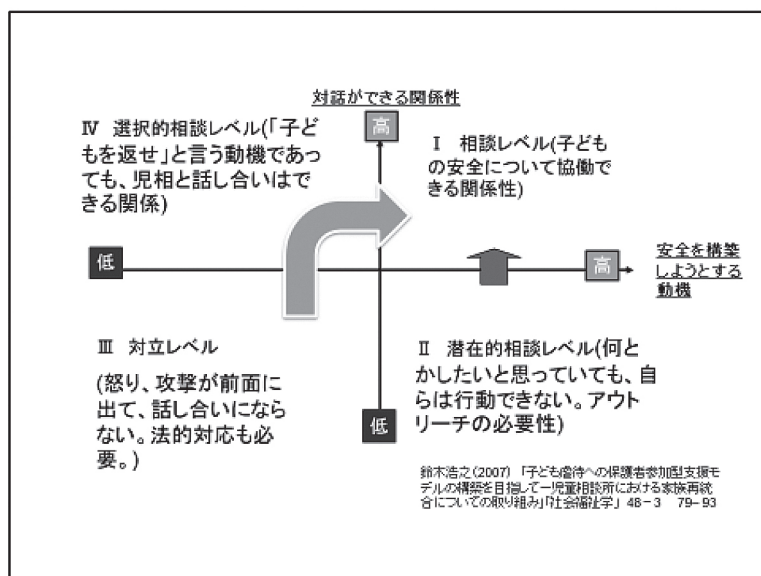 対話ができる関係性
高
Ⅳ 選択的相談レベル(「子ど
もを返せ」と言う動機であっ
ても、児相と話し合いはで
きる関係)
Ⅰ 相談レベル(子ども
の安全について協働で
きる関係性)
低
高
安全を構築
しようとする
動機
Ⅲ 対立レベル
(怒り、攻撃が前面に
出て、話し合いになら
ない。法的対応も必
要。)
Ⅱ 潜在的相談レベル(何と
かしたいと思っていても、自
らは行動できない。アウト
リーチの必要性)
低
鈴木浩之(2007) 「子ども虐待への保護者参加型支援モ
デルの構築を目指して―児童相談所における家族再統
合についての取り組み」「社会福祉学」 48-3 79-93